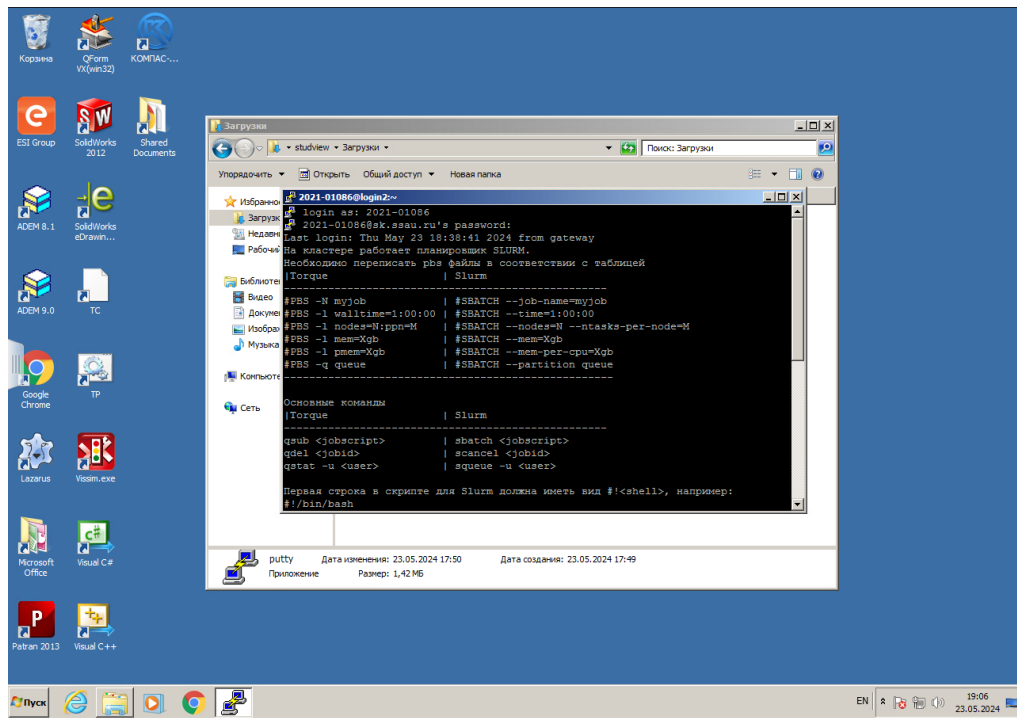 Корзина
QForm VX(win32)
КОМПАС-...
ESI Group
SolidWorks 2012
Shared Documents
ADEM 8.1
SolidWorks eDrawin...
ADEM 9.0
TC
Google Chrome
TP
Lazarus
Vissim.exe
Microsoft Office
Visual C#
Patran 2013
Visual C++
Загрузки
studview
Загрузки
Поиск: Загрузки
Упорядочить
Открыть
Общий доступ
Новая папка
Избранно
Загрузк
Недавн
Рабочий
Библиотек
Видео
Докумен
Изображ
Музыка
Компьюте
Сеть
2021-01086@login2:~
login as: 2021-01086
2021-01086@sk.ssau.ru's password:
Last login: Thu May 23 18:38:41 2024 from gateway
На кластере работает планировщик SLURM.
Необходимо переписать pbs файлы в соответствии с таблицей
|Torque | Slurm
---------------------------------------------------
#PBS -N myjob | #SBATCH --job-name=myjob
#PBS -l walltime=1:00:00 | #SBATCH --time=1:00:00
#PBS -l nodes=N:ppn=M | #SBATCH --nodes=N --ntasks-per-node=M
#PBS -l mem=Xgb | #SBATCH --mem=Xgb
#PBS -l pmem=Xgb | #SBATCH --mem-per-cpu=Xgb
#PBS -q queue | #SBATCH --partition queue
----------------------------------------------------
Основные команды
|Torque | Slurm
---------------------------------------------------
qsub <jobscript> | sbatch <jobscript>
qdel <jobid> | scancel <jobid>
qstat -u <user> | squeue -u <user>
Первая строка в скрипте для Slurm должна иметь вид #!<shell>, например:
#!/bin/bash
putty Дата изменения: 23.05.2024 17:50 Дата создания: 23.05.2024 17:49
Приложение Размер: 1,42 МБ
Пуск
EN
19:06
23.05.2024